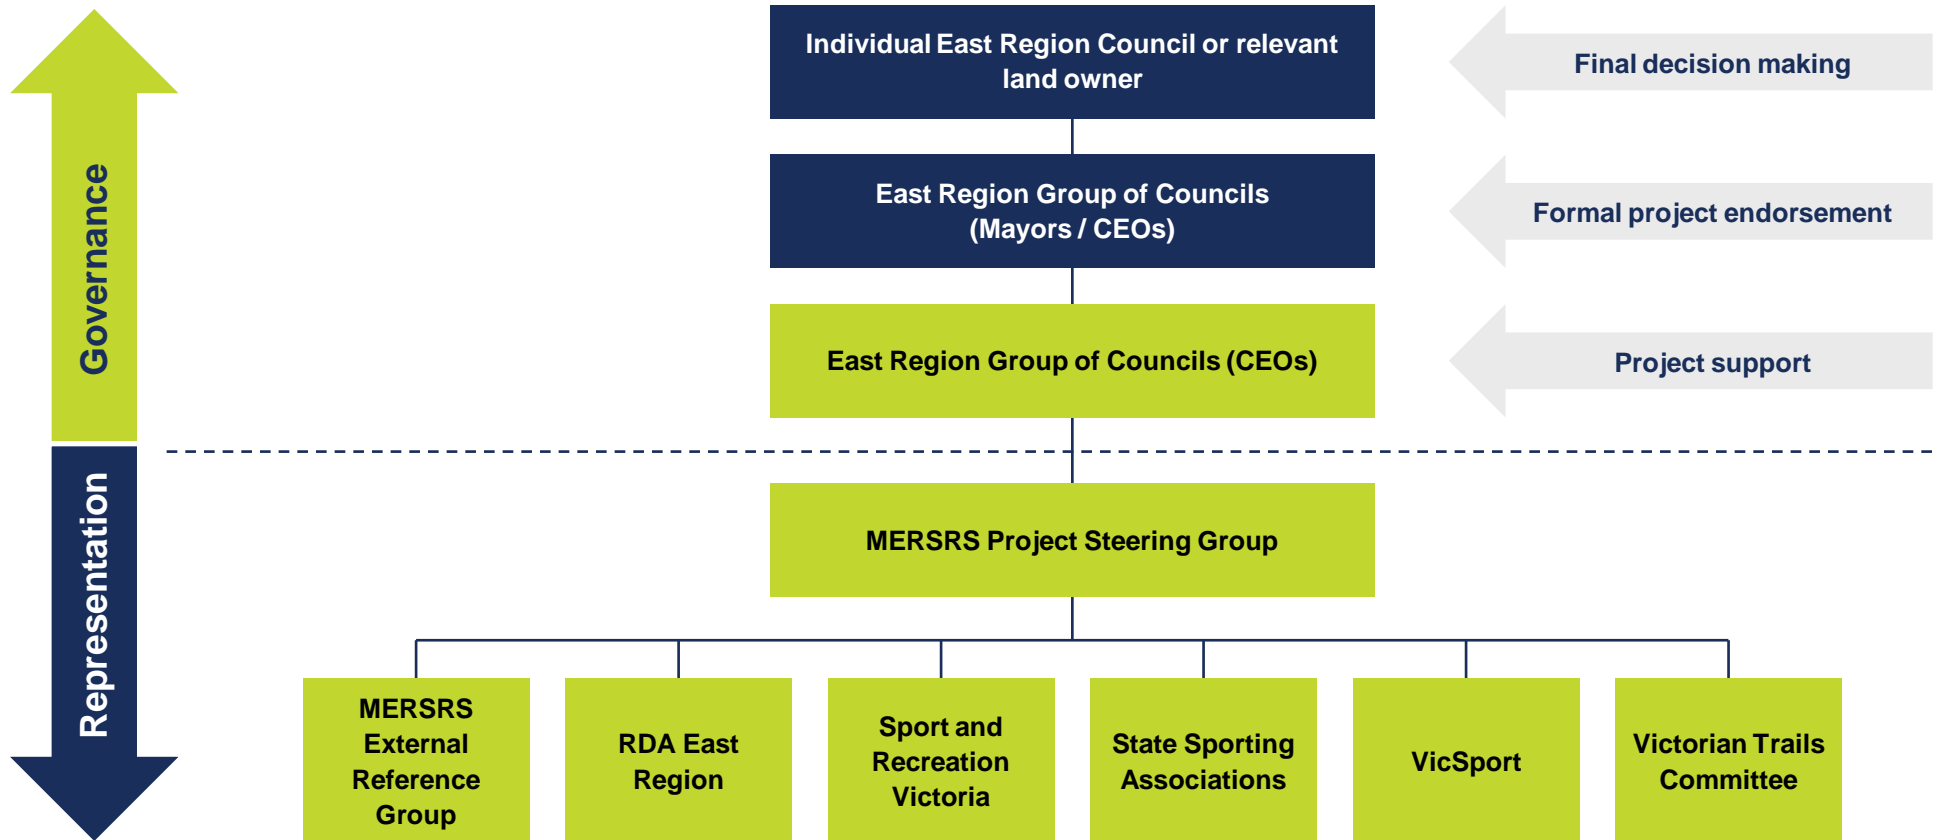 Individual East Region Council or relevant
land owner
Final decision making
East Region Group of Councils
(Mayors / CEOs)
Formal project endorsement
Governance
East Region Group of Councils (CEOs)
Project support
Representation
MERSRS Project Steering Group
MERSRS
External
Reference
Group
RDA East
Region
Sport and
Recreation
Victoria
State Sporting
Associations
VicSport
Victorian Trails
Committee